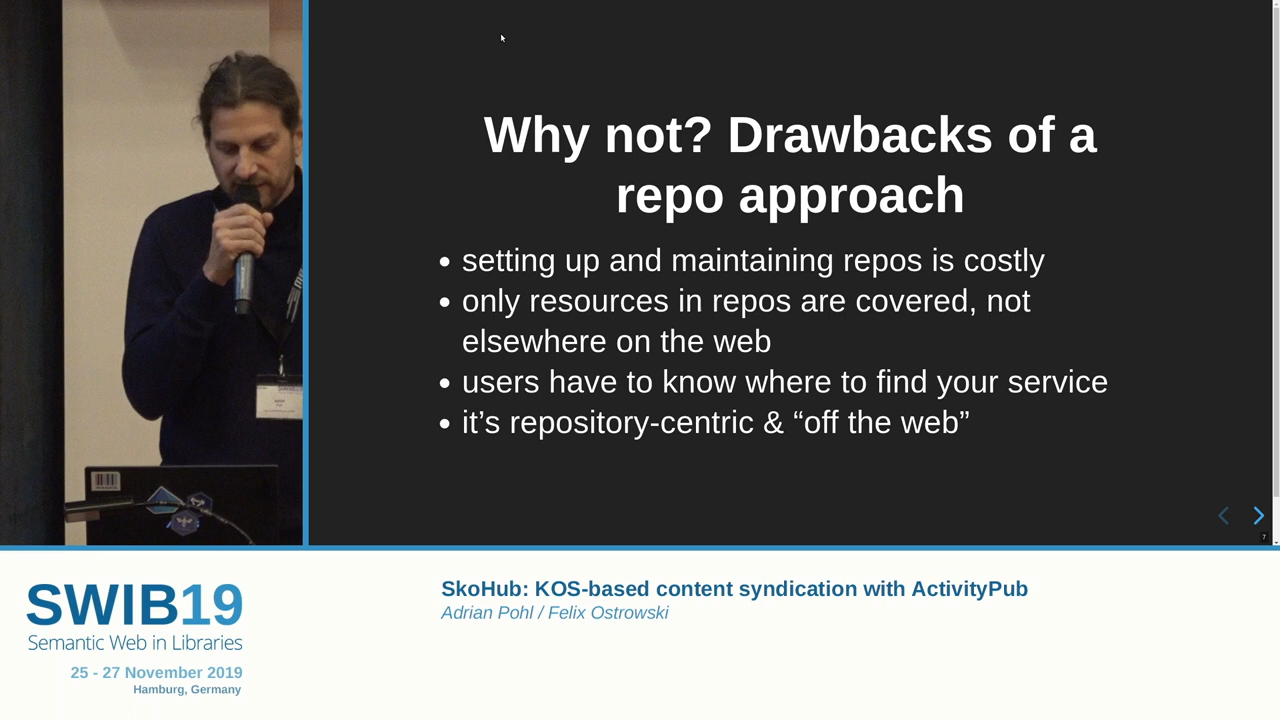 Why not? Drawbacks of a
repo approach
• setting up and maintaining repos is costly
• only resources in repos are covered, not
elsewhere on the web
• users have to know where to find your service
• it’s repository-centric & “off the web”
7
SWIB19
Semantic Web in Libraries
25 - 27 November 2019
Hamburg, Germany
SkoHub: KOS-based content syndication with ActivityPub
Adrian Pohl / Felix Ostrowski